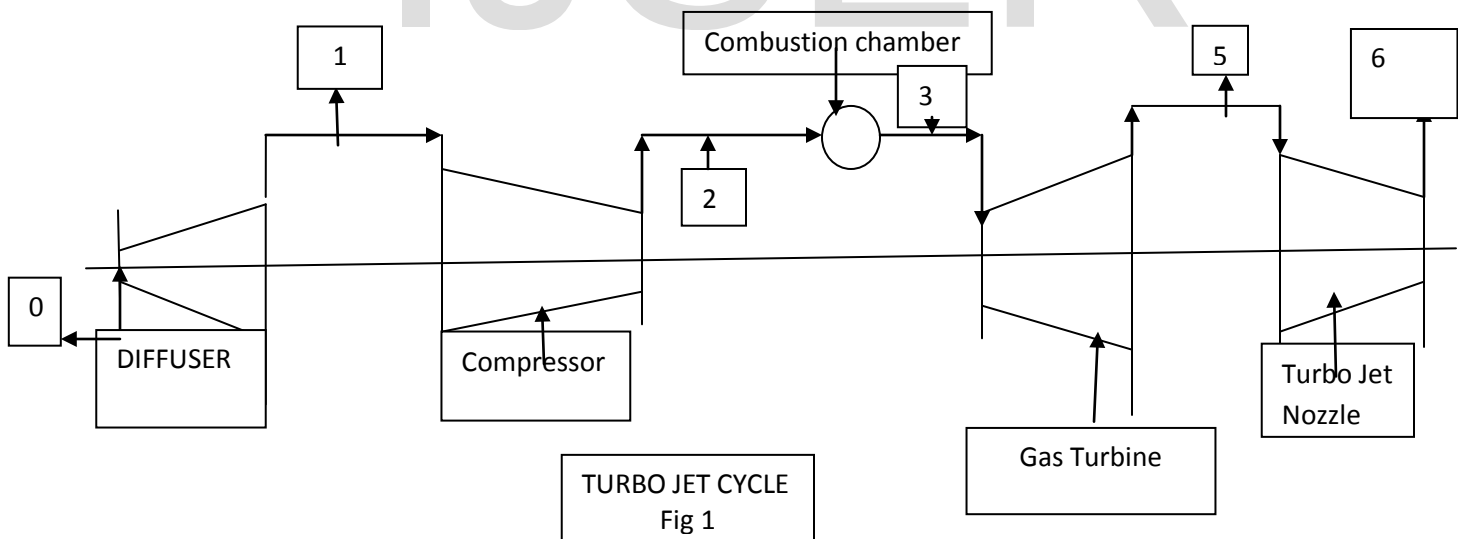 Combustion chamber
1
5
6
3
2
0
DIFFUSER
Compressor
Turbo Jet
Nozzle
Gas Turbine
TURBO JET CYCLE
Fig 1